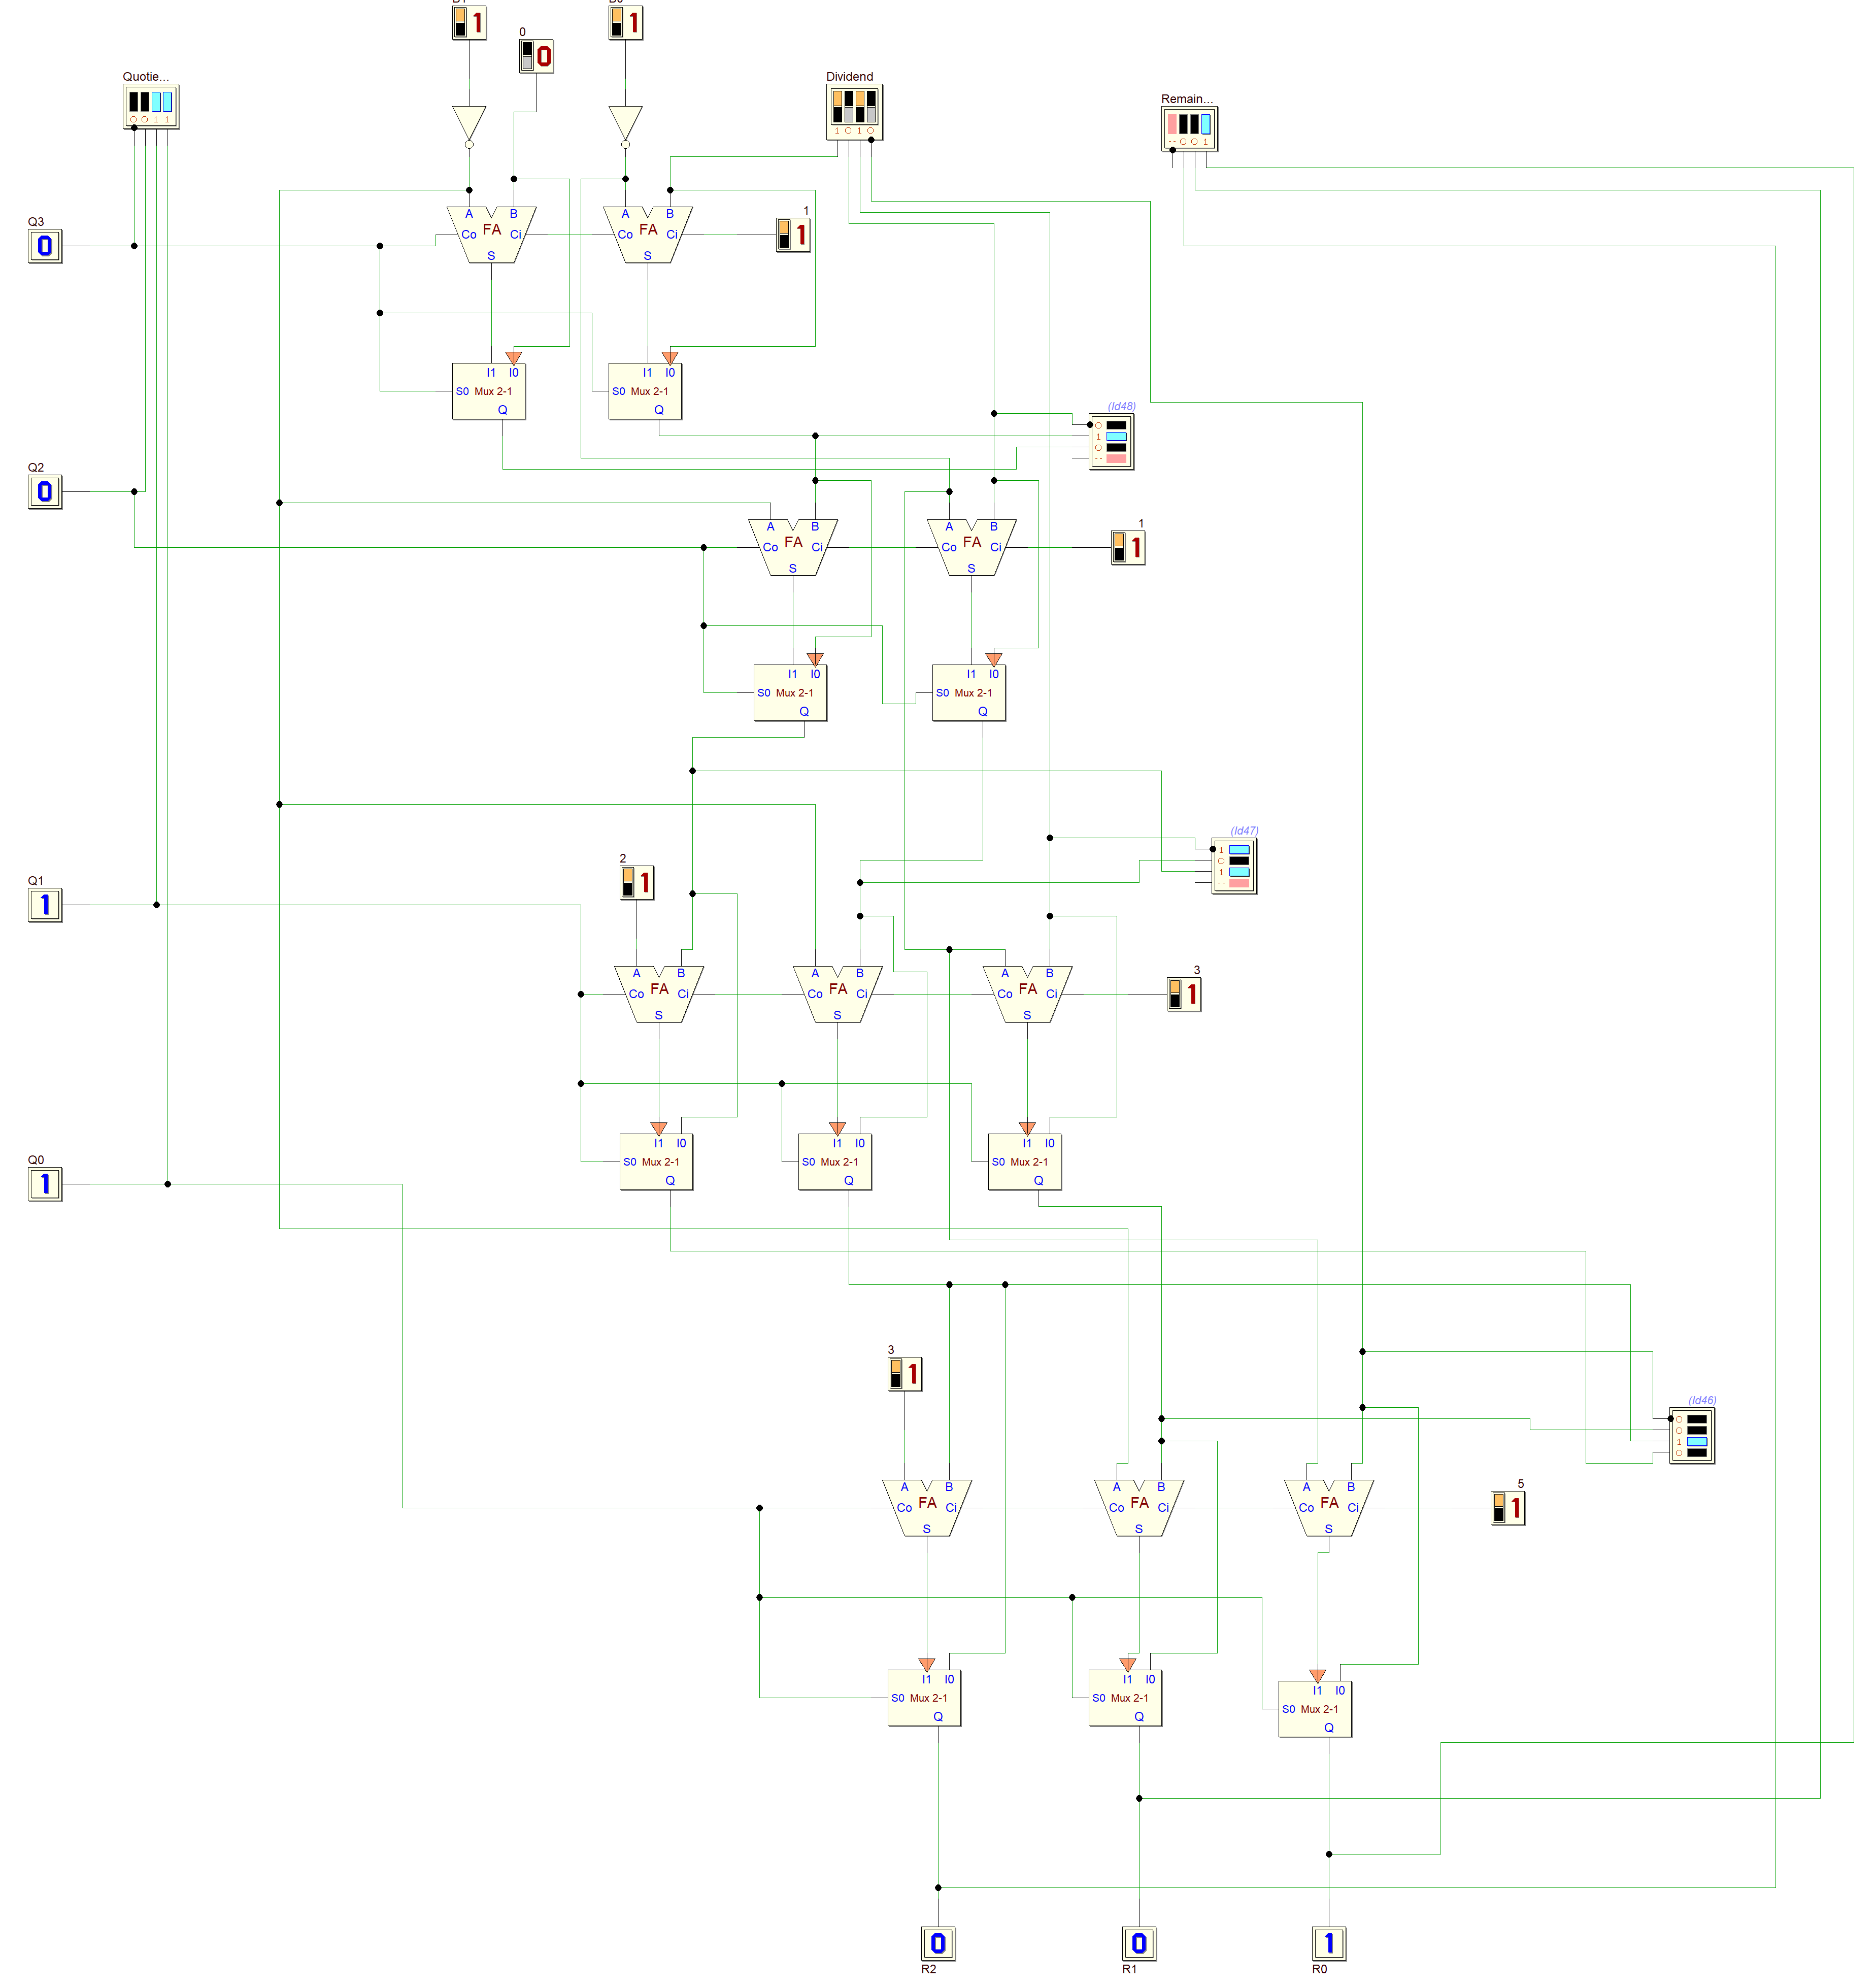 1 1
0
0
Quotie...
0 0 1 1
Dividend
1 0 1 0
Remain...
-- 0 0 1
Q3
0
A B
Co FA Ci
S
A B
Co FA Ci
S
1
1
I1 I0
S0 Mux 2-1
Q
I1 I0
S0 Mux 2-1
Q
(Id48)
0
1
0
--
Q2
0
A B
Co FA Ci
S
A B
Co FA Ci
S
1
1
I1 I0
S0 Mux 2-1
Q
I1 I0
S0 Mux 2-1
Q
(Id47)
1
0
1
--
2
1
Q1
1
A B
Co FA Ci
S
A B
Co FA Ci
S
A B
Co FA Ci
S
3
1
I1 I0
S0 Mux 2-1
Q
I1 I0
S0 Mux 2-1
Q
I1 I0
S0 Mux 2-1
Q
Q0
1
3
1
(Id46)
0
0
1
0
A B
Co FA Ci
S
A B
Co FA Ci
S
A B
Co FA Ci
S
5
1
I1 I0
S0 Mux 2-1
Q
I1 I0
S0 Mux 2-1
Q
I1 I0
S0 Mux 2-1
Q
0 0 1
R2 R1 R0